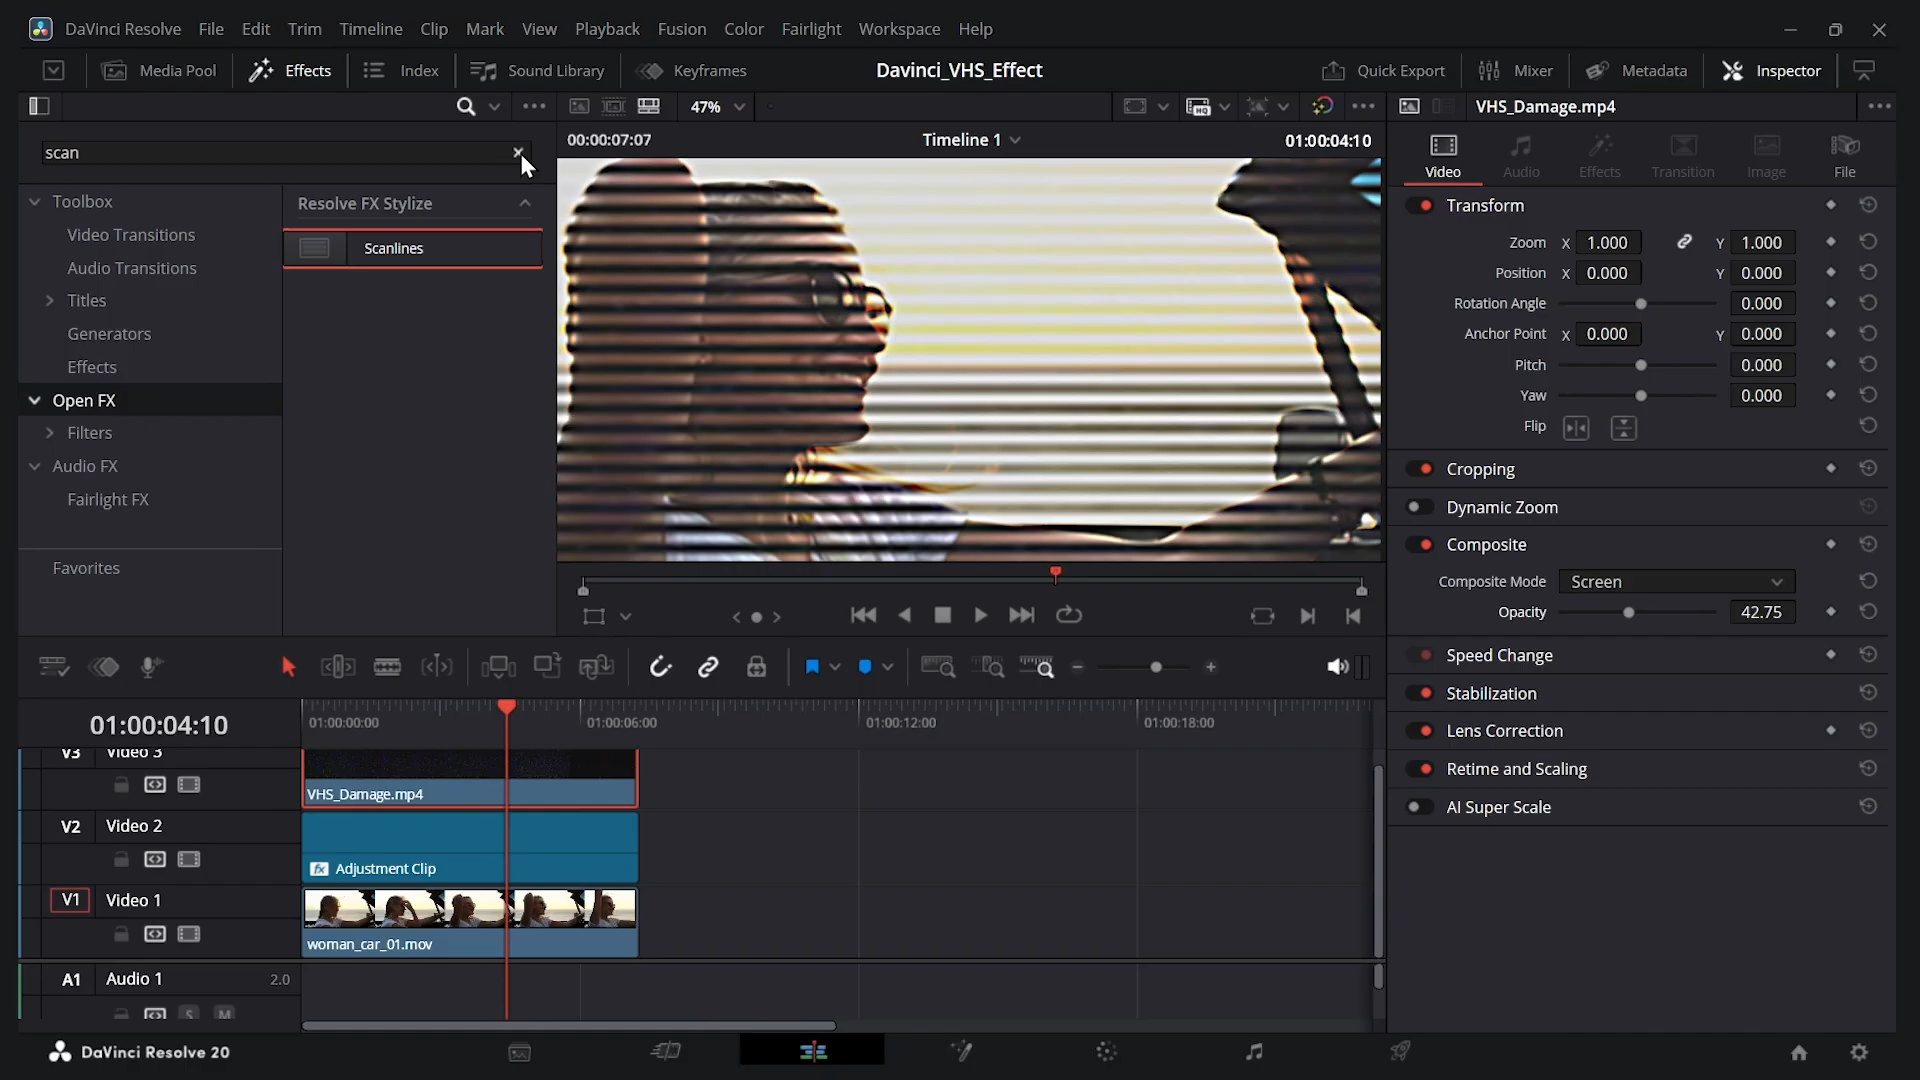 DaVinci Resolve File Edit Trim Timeline Clip Mark View Playback Fusion Color Fairlight Workspace Help
Media Pool Effects Index Sound Library Keyframes Davinci_VHS_Effect Quick Export Mixer Metadata Inspector
47% HQ VHS_Damage.mp4
scan
00:00:07:07 Timeline 1 01:00:04:10
Toolbox
Video Transitions
Audio Transitions
Titles
Generators
Effects
Open FX
Filters
Audio FX
Fairlight FX
Favorites
Resolve FX Stylize
Scanlines
Video Audio Effects Transition Image File
Transform
Zoom X 1.000 Y 1.000
Position X 0.000 Y 0.000
Rotation Angle 0.000
Anchor Point X 0.000 Y 0.000
Pitch 0.000
Yaw 0.000
Flip
Cropping
Dynamic Zoom
Composite
Composite Mode Screen
Opacity 42.75
Speed Change
Stabilization
Lens Correction
Retime and Scaling
AI Super Scale
01:00:04:10 01:00:00:00 01:00:06:00 01:00:12:00 01:00:18:00
V3 Video 3
VHS_Damage.mp4
V2 Video 2
fx Adjustment Clip
V1 Video 1
woman_car_01.mov
A1 Audio 1 2.0
S M
DaVinci Resolve 20